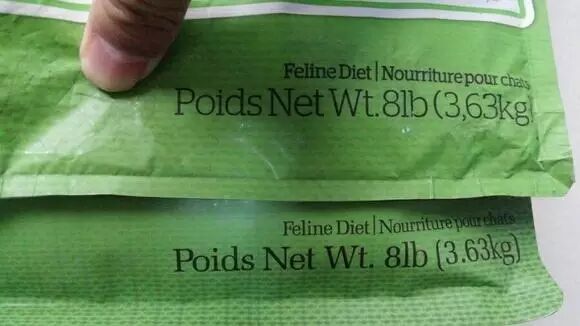 Feline Diet | Nourriture pour chats
Poids Net Wt. 8lb (3,63kg)
Feline Diet | Nourriture pour chats
Poids Net Wt. 8lb (3.63kg)